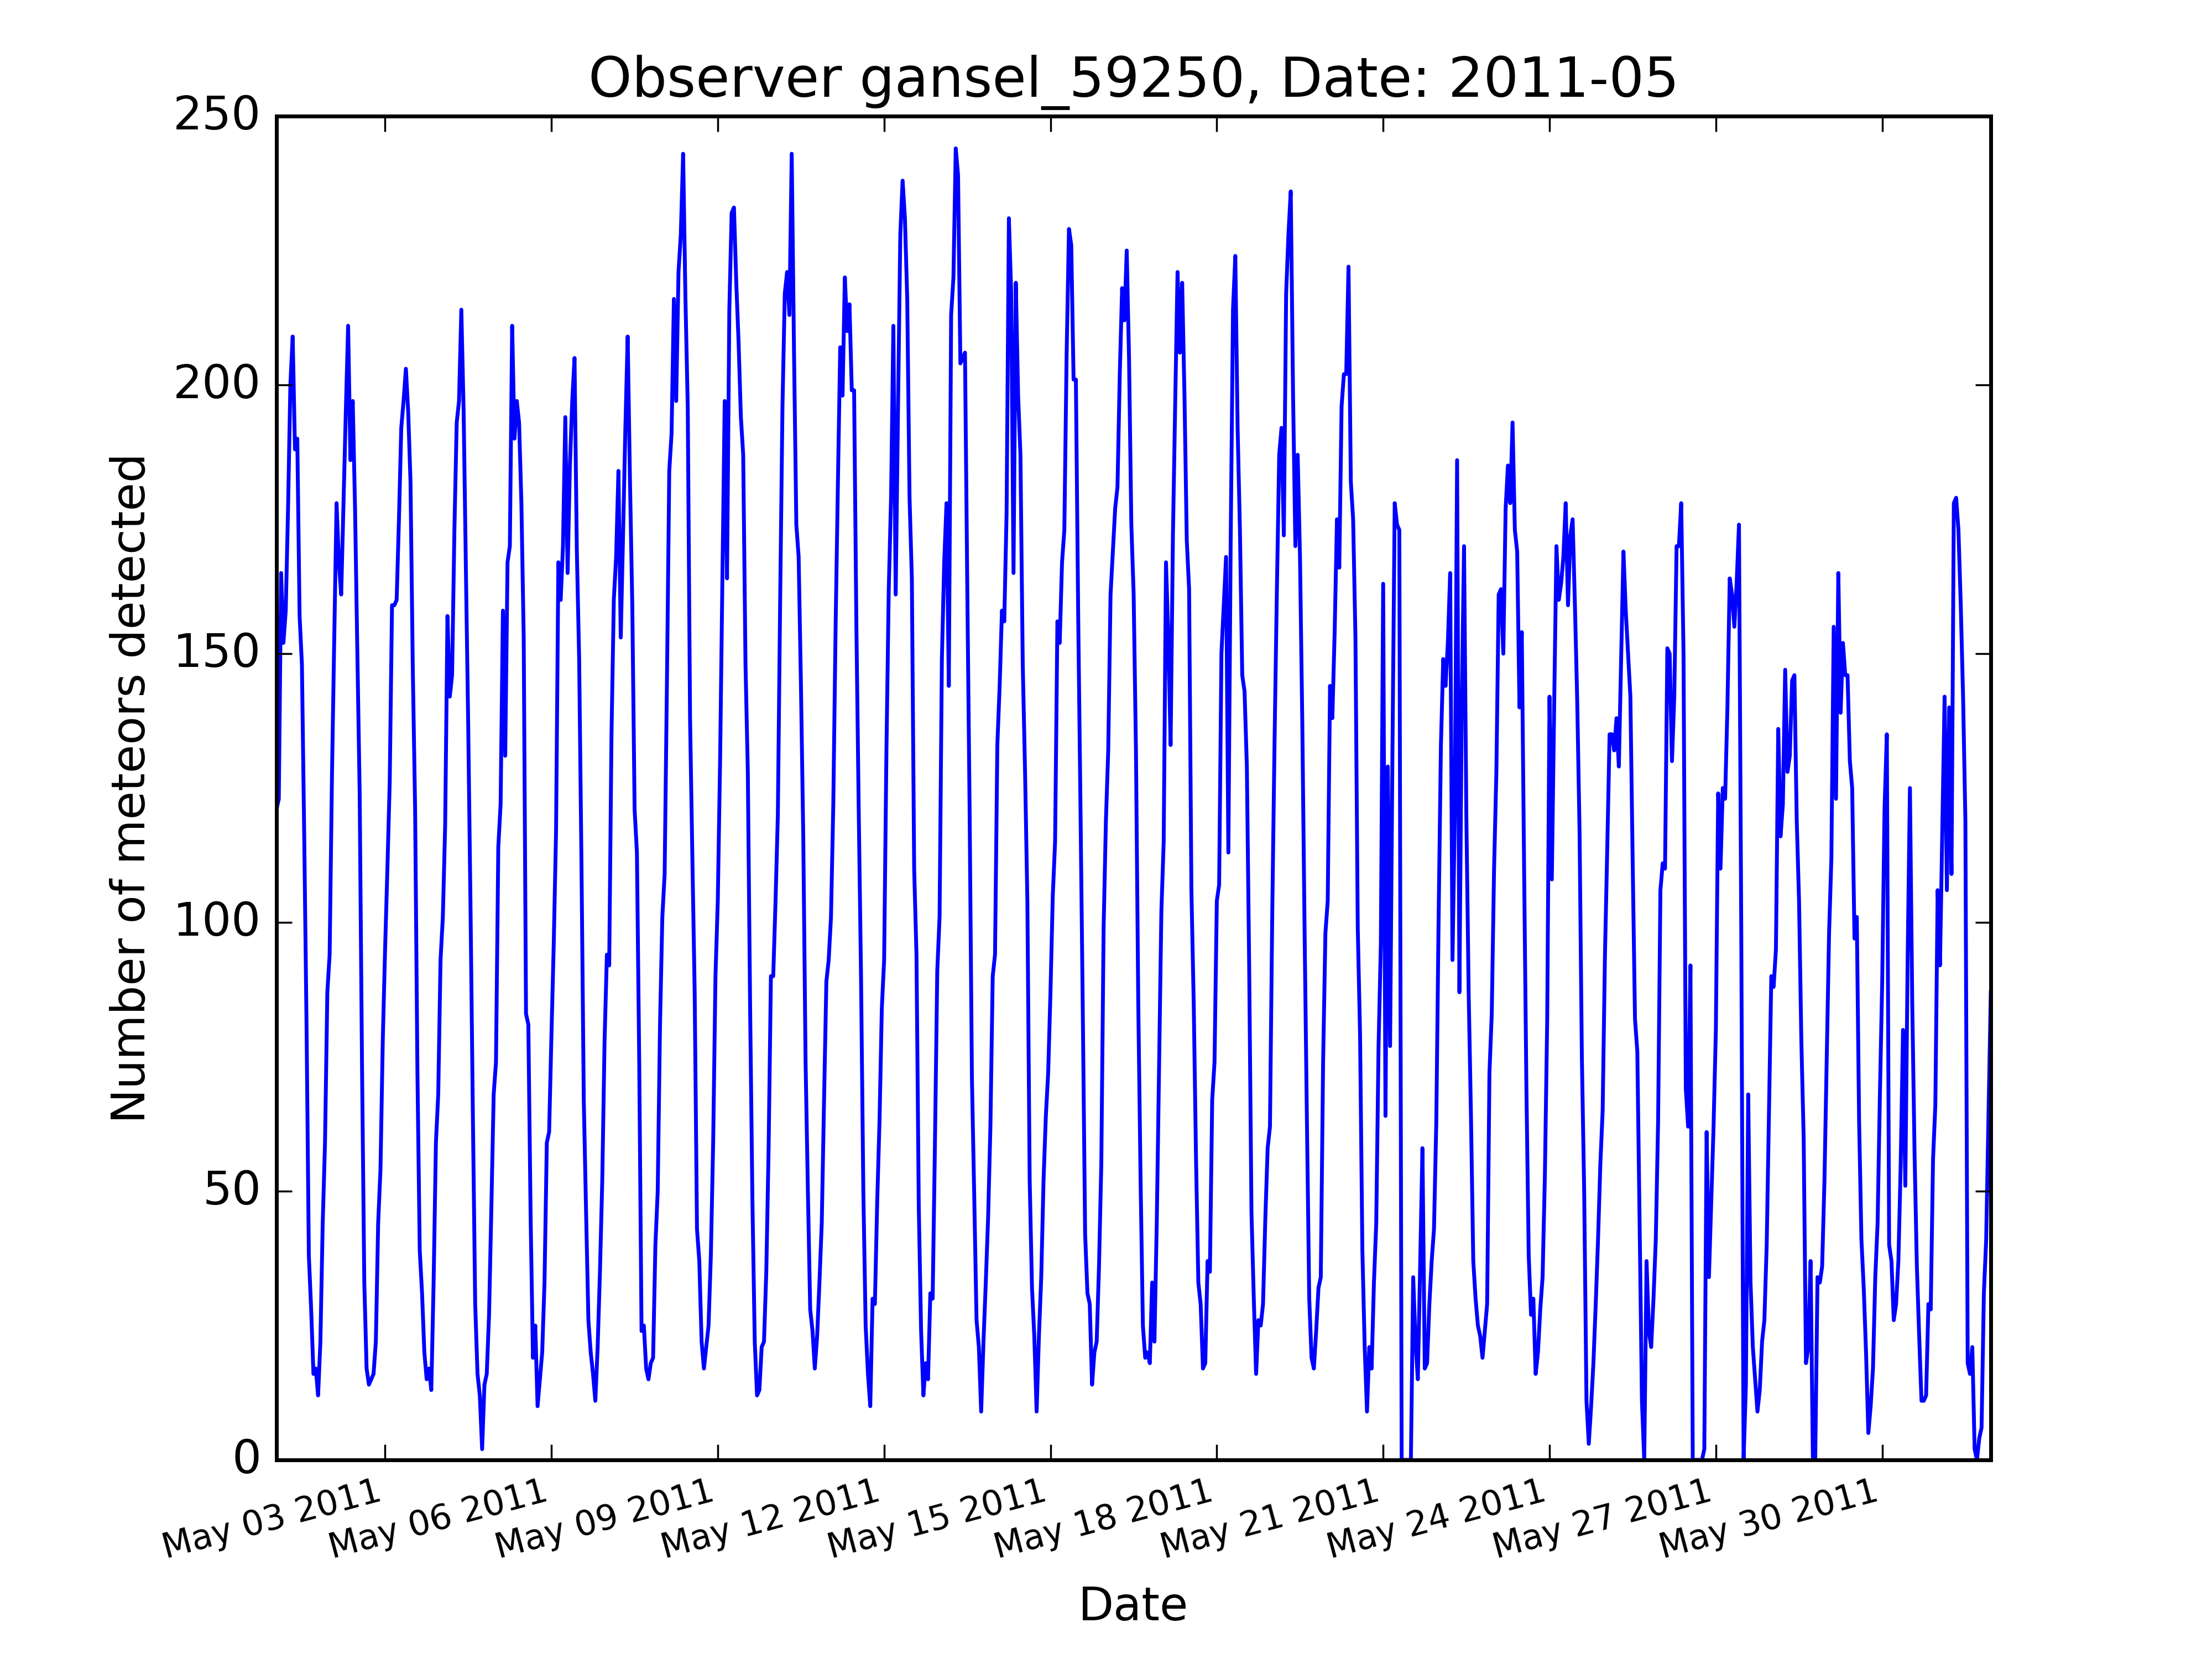 Observer gansel_59250, Date: 2011-05
Number of meteors detected
250
200
150
100
50
0
May 03 2011
May 06 2011
May 09 2011
May 12 2011
May 15 2011
May 18 2011
May 21 2011
May 24 2011
May 27 2011
May 30 2011
Date